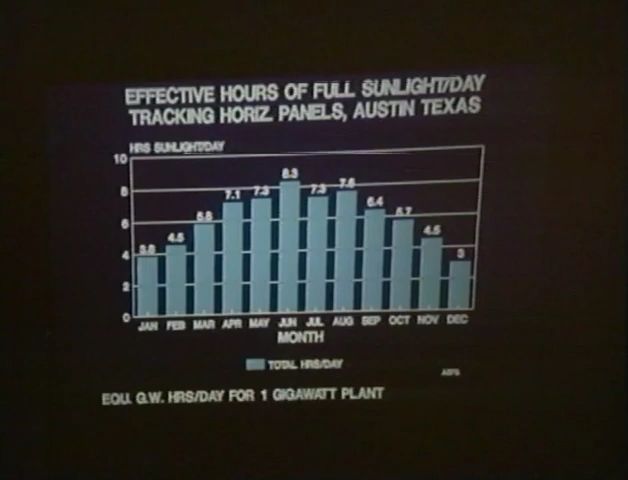 EFFECTIVE HOURS OF FULL SUNLIGHT/DAY
TRACKING HORIZ. PANELS, AUSTIN TEXAS
HRS SUNLIGHT/DAY
10
8
6
4
2
0
3.8 4.5 5.8 7.1 7.3 8.3 7.3 7.6 6.4 5.7 4.5 3
JAN FEB MAR APR MAY JUN JUL AUG SEP OCT NOV DEC
MONTH
TOTAL HRS/DAY
EQU. G.W. HRS/DAY FOR 1 GIGAWATT PLANT